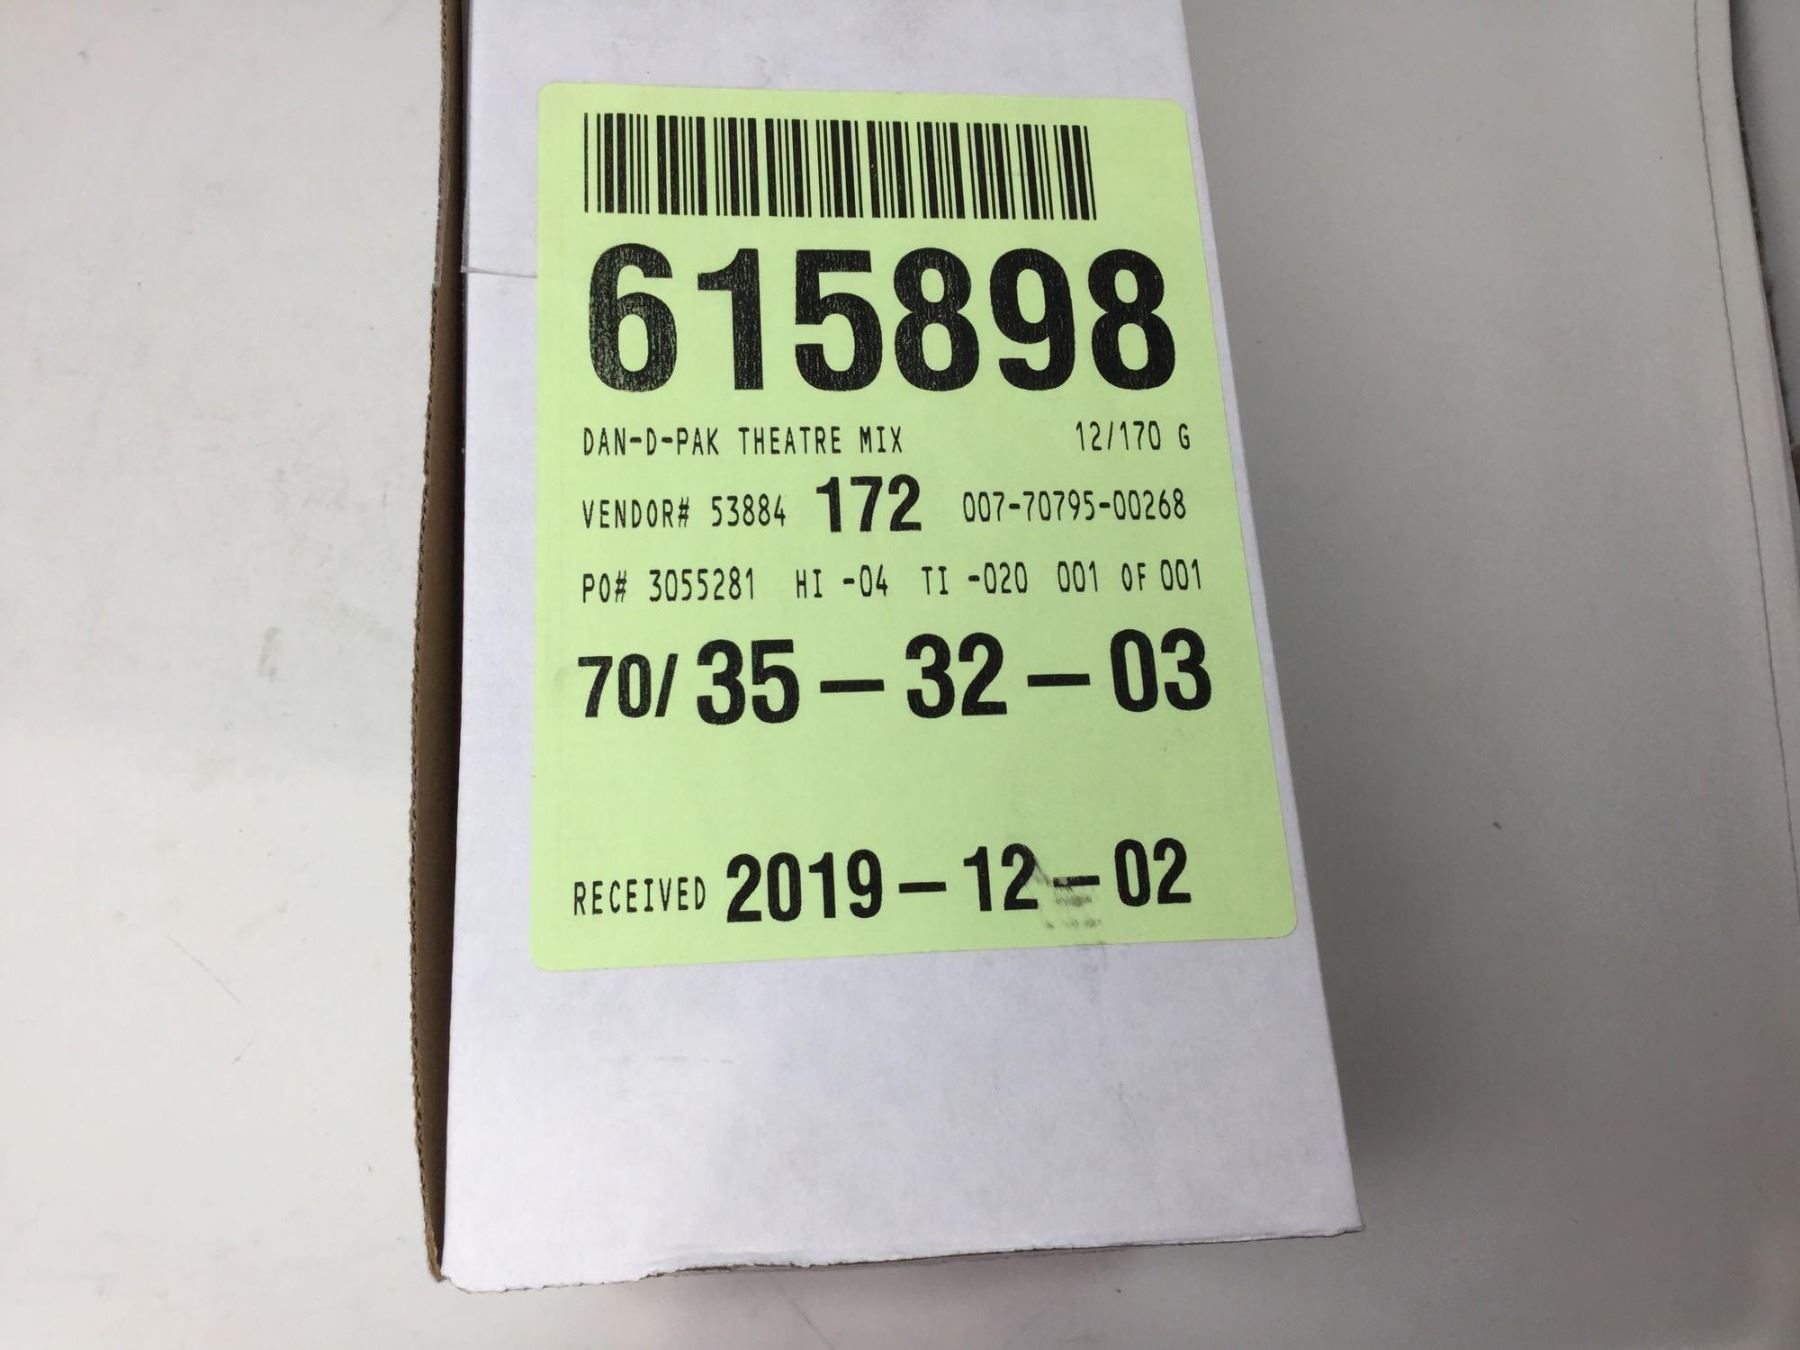 615898
DAN-D-PAK THEATRE MIX 12/170 G
VENDOR# 53884 172 007-70795-00268
PO# 3055281 HI -04 TI -020 001 OF 001
70/ 35 - 32 - 03
RECEIVED 2019 - 12 - 02